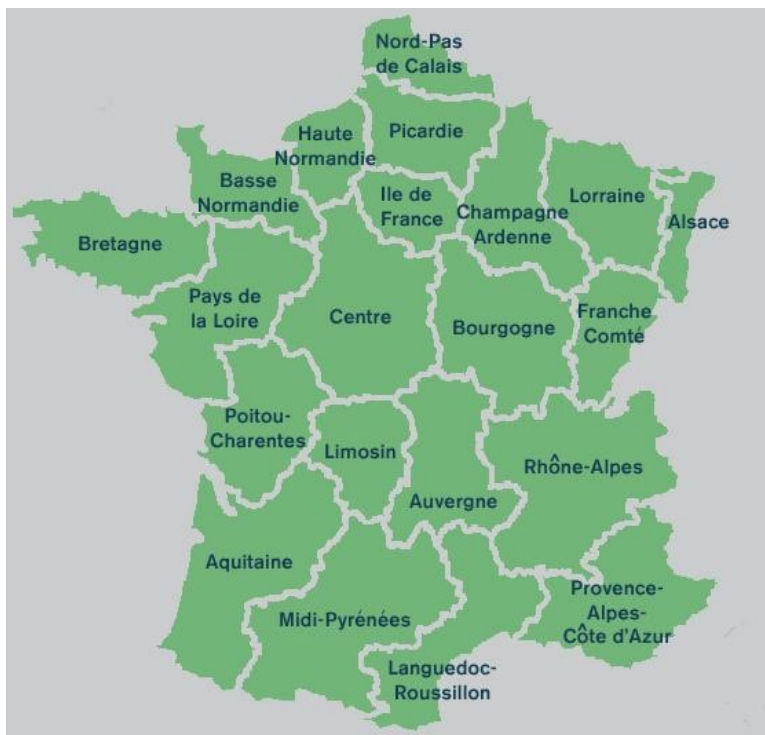 Nord-Pas
de Calais
Picardie
Haute
Normandie
Basse
Normandie
Ile de
France
Champagne
Ardenne
Lorraine
Alsace
Bretagne
Pays de
la Loire
Centre
Bourgogne
Franche
Comté
Poitou-
Charentes
Limosin
Auvergne
Rhône-Alpes
Aquitaine
Midi-Pyrénées
Languedoc-
Roussillon
Provence-
Alpes-
Côte d'Azur